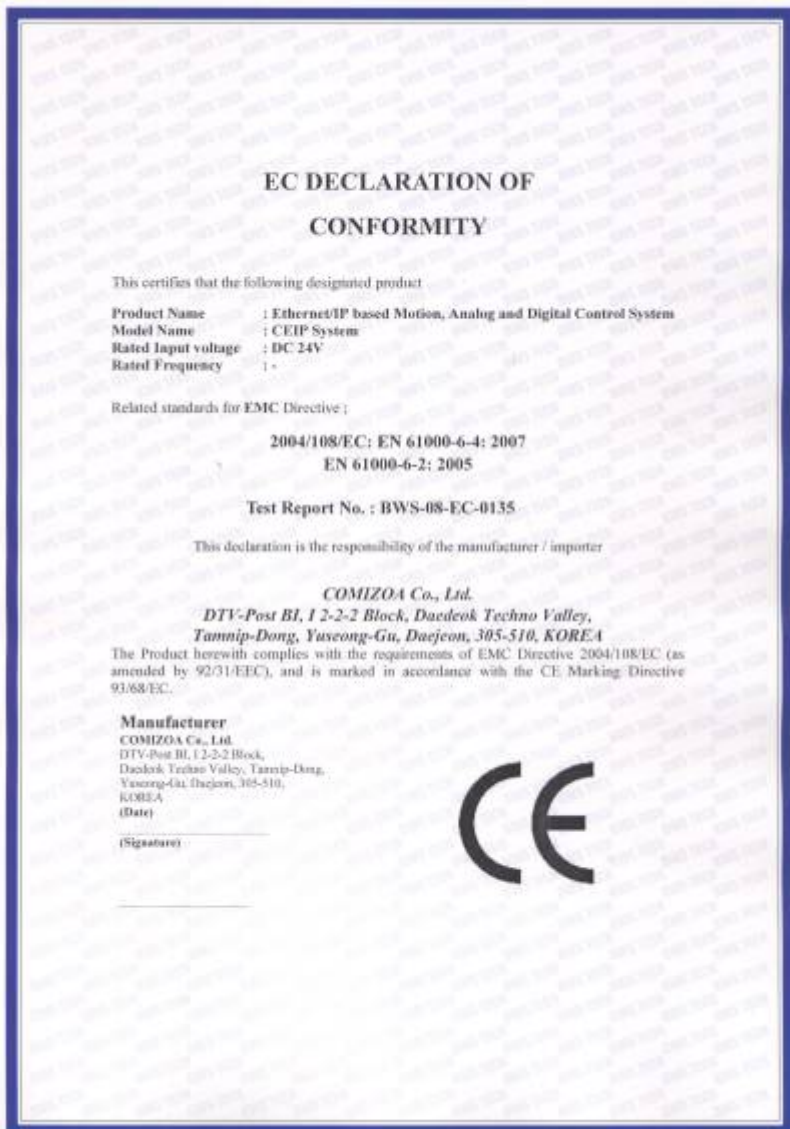 EC DECLARATION OF
CONFORMITY
This certifies that the following designated product
Product Name : Ethernet/IP based Motion, Analog and Digital Control System
Model Name : CEIP System
Rated Input voltage : DC 24V
Rated Frequency : -
Related standards for EMC Directive ;
2004/108/EC: EN 61000-6-4: 2007
EN 61000-6-2: 2005
Test Report No. : BWS-08-EC-0135
This declaration is the responsibility of the manufacturer / importer
COMIZOA Co., Ltd.
DTV-Post BI, I 2-2-2 Block, Daedeok Techno Valley,
Tamnip-Dong, Yuseong-Gu, Daejeon, 305-510, KOREA
The Product herewith complies with the requirements of EMC Directive 2004/108/EC (as
amended by 92/31/EEC), and is marked in accordance with the CE Marking Directive
93/68/EC.
Manufacturer
COMIZOA Co., Ltd.
DTV-Post BI, I 2-2-2 Block,
Daedeok Techno Valley, Tamnip-Dong,
Yuseong-Gu, Daejeon, 305-510,
KOREA
(Date)
(Signature)
CE